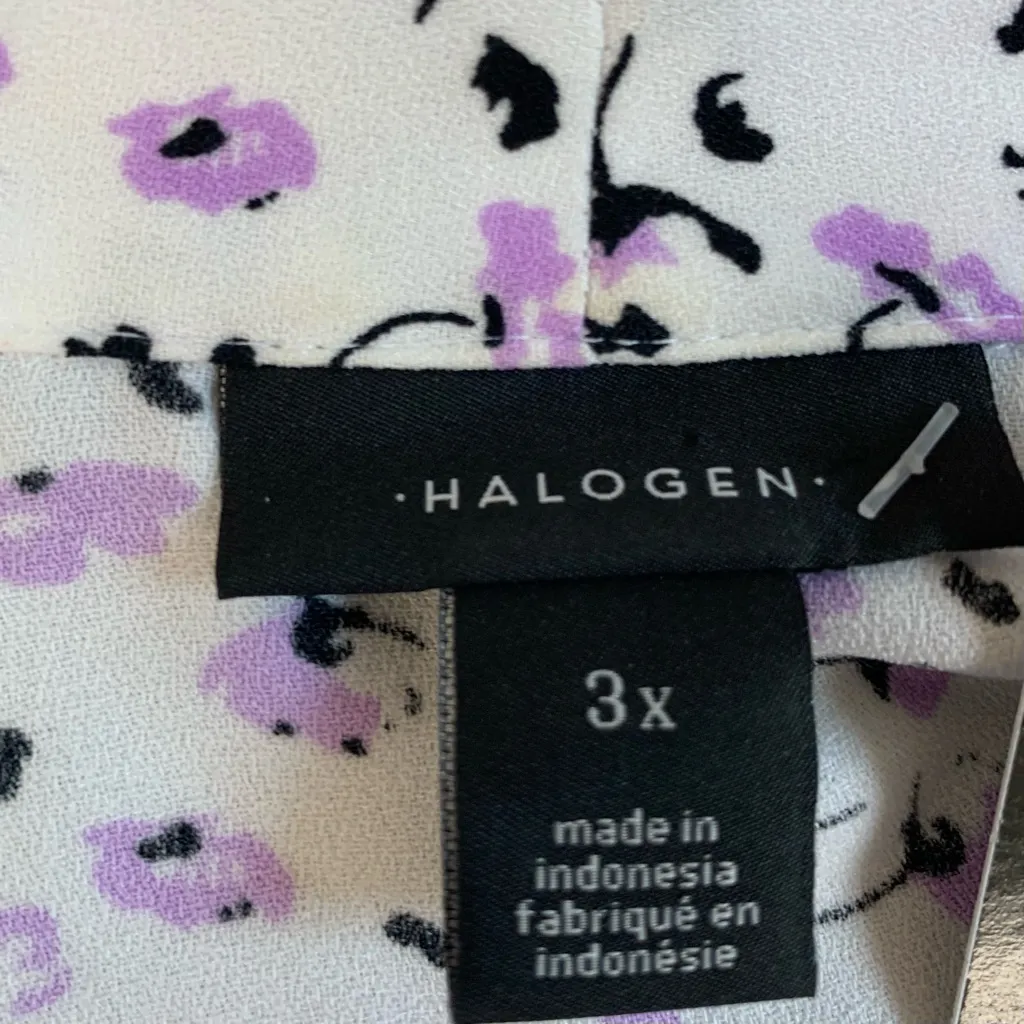 ·HALOGEN·
3x
made in
indonesia
fabriqué en
indonésie